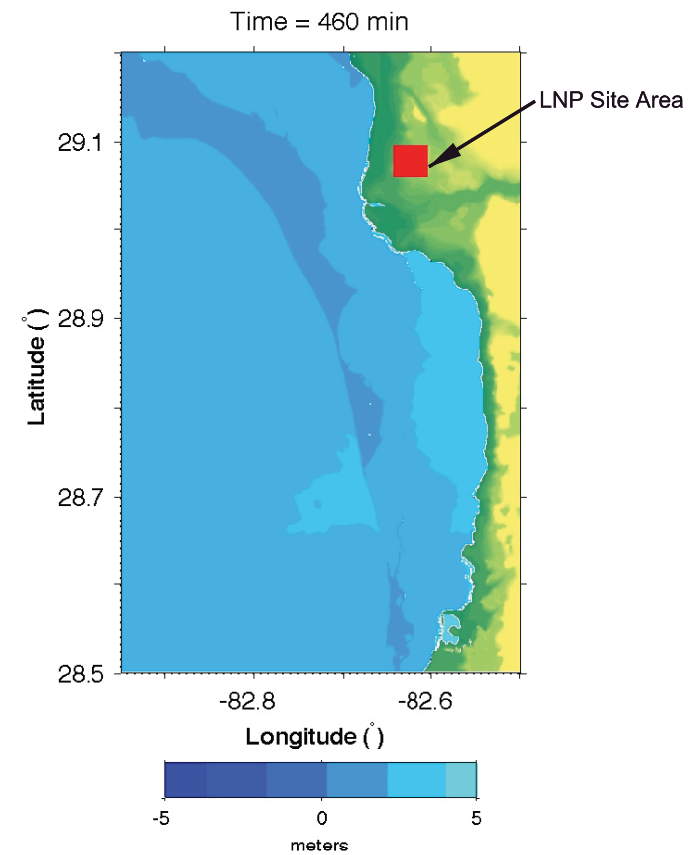 Time = 460 min
LNP Site Area
29.1
28.9
28.7
28.5
Latitude (°)
-82.8 -82.6
Longitude (°)
-5 0 5
meters